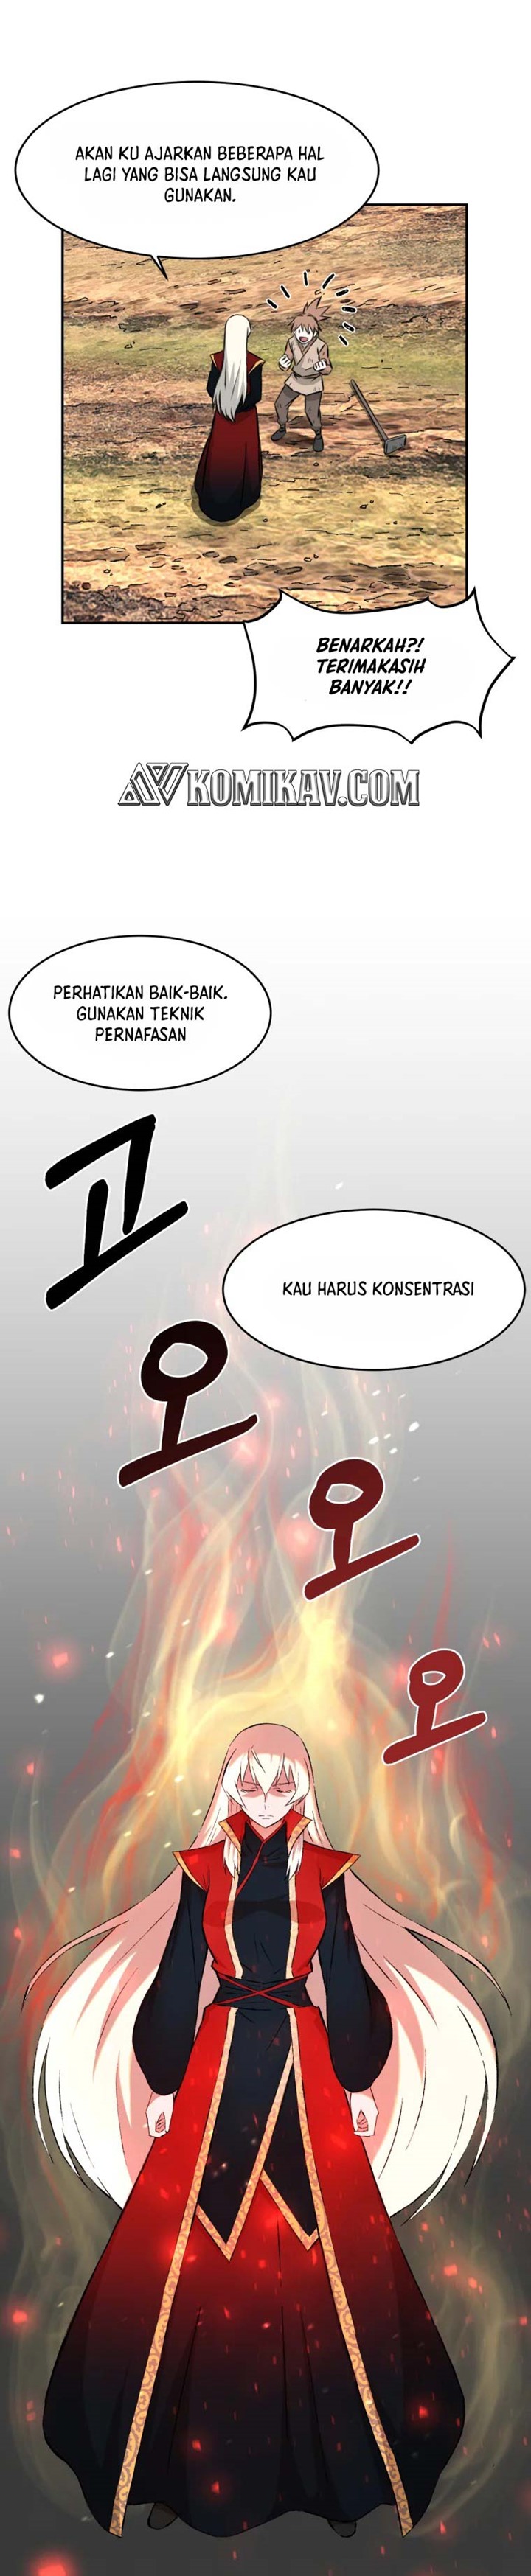 AKAN KU AJARKAN BEBERAPA HAL
LAGI YANG BISA LANGSUNG KAU
GUNAKAN.
BENARKAH?!
TERIMAKASIH
BANYAK!!
KOMIKAV.COM
PERHATIKAN BAIK-BAIK.
GUNAKAN TEKNIK
PERNAFASAN
고
KAU HARUS KONSENTRASI
오
오
오